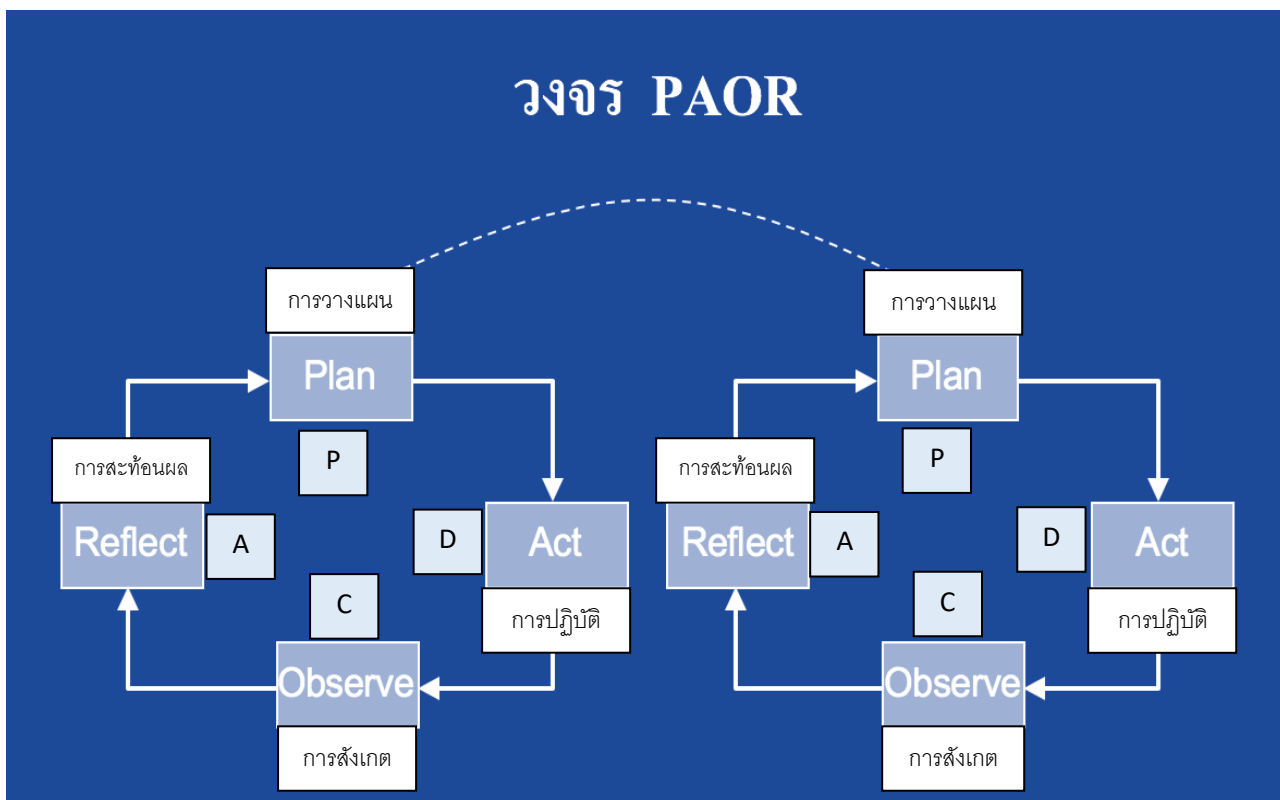 วงจร PAOR
การวางแผน
Plan
P
การสะท้อนผล
Reflect
A
D
Act
การปฏิบัติ
C
Observe
การสังเกต
การวางแผน
Plan
P
การสะท้อนผล
Reflect
A
D
Act
การปฏิบัติ
C
Observe
การสังเกต